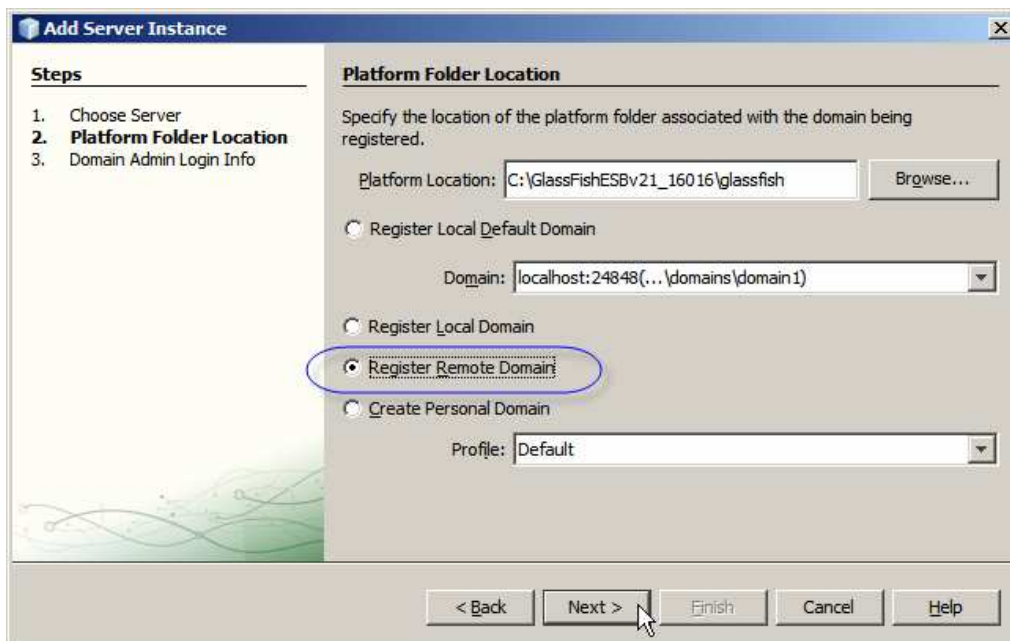 Add Server Instance
Steps
1. Choose Server
2. Platform Folder Location
3. Domain Admin Login Info
Platform Folder Location
Specify the location of the platform folder associated with the domain being
registered.
Platform Location: C:\GlassFishESBv21_16016\glassfish Browse...
Register Local Default Domain
Domain: localhost:24848(...\domains\domain1)
Register Local Domain
Register Remote Domain
Create Personal Domain
Profile: Default
< Back Next > Finish Cancel Help